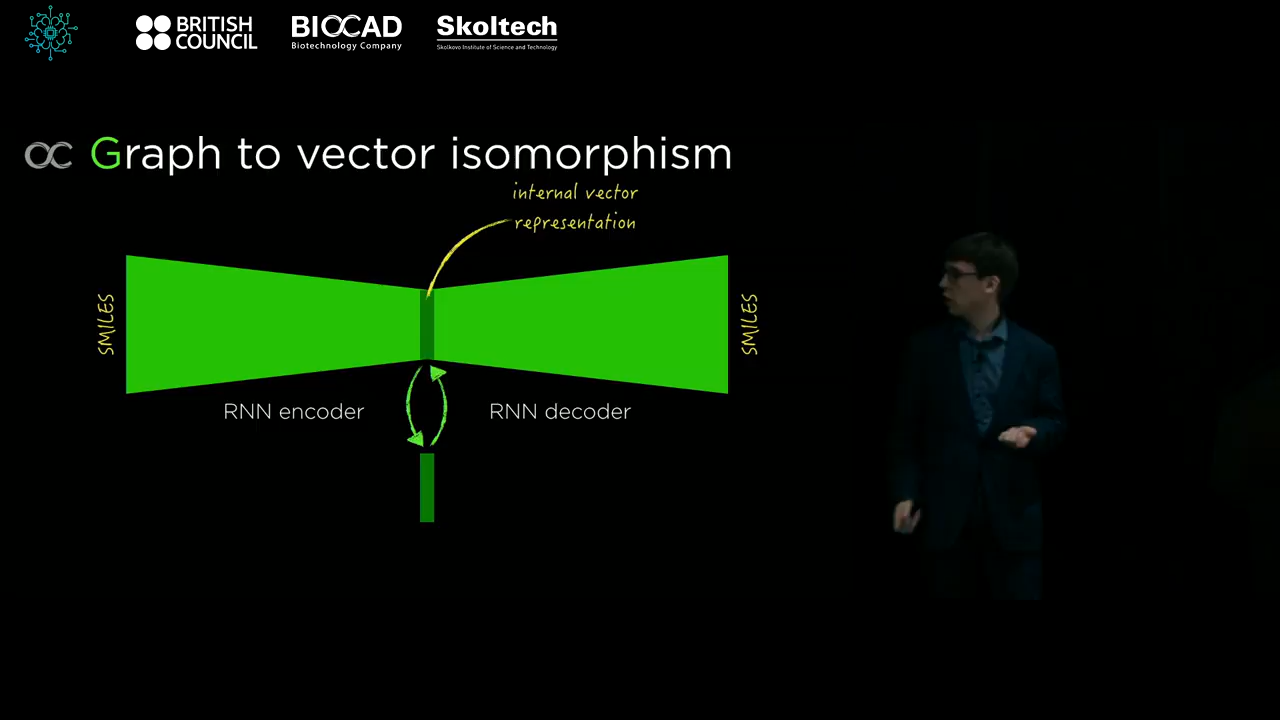 BRITISH
COUNCIL
BIOCAD
Biotechnology Company
Skoltech
Skolkovo Institute of Science and Technology
Graph to vector isomorphism
internal vector
representation
SMILES
SMILES
RNN encoder
RNN decoder